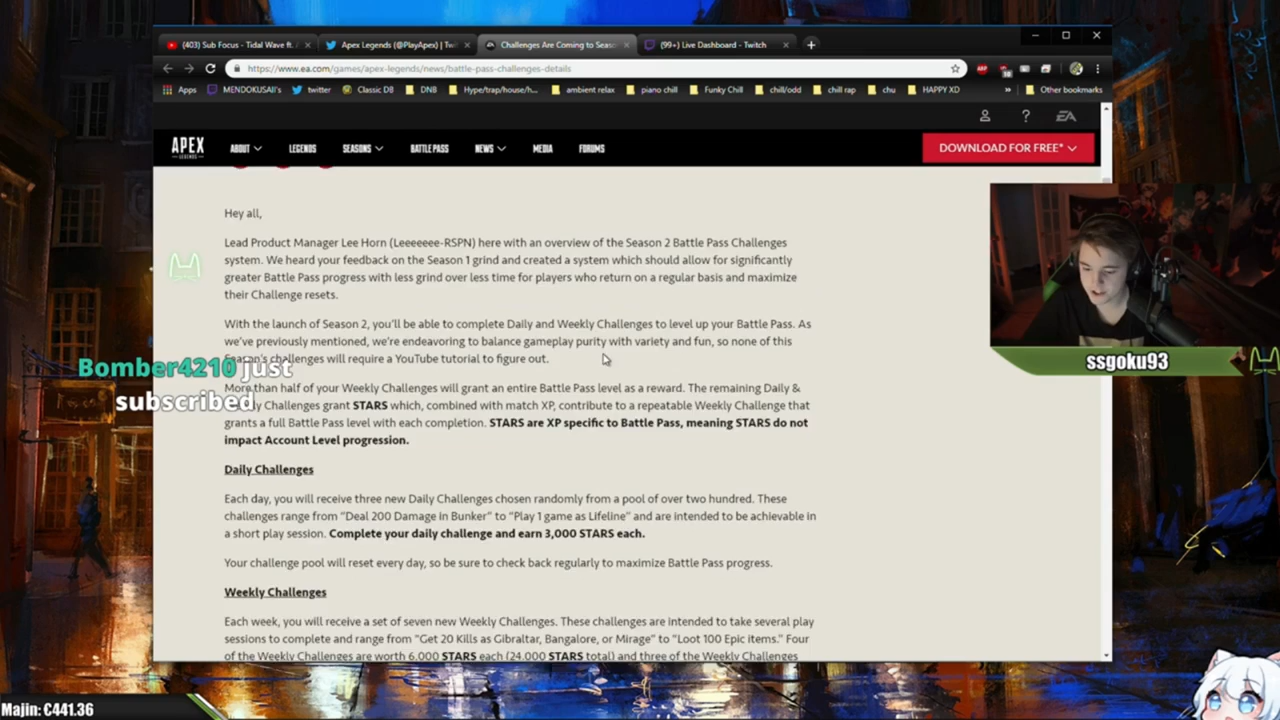 (403) Sub Focus - Tidal Wave ft.
Apex Legends (@PlayApex) | Tw
Challenges Are Coming to Seaso
(99+) Live Dashboard - Twitch
https://www.ea.com/games/apex-legends/news/battle-pass-challenges-details
ABP
Apps
MENDOKUSAII's
twitter
Classic DB
DNB
Hype/trap/house/h...
ambient relax
piano chill
Funky Chill
chill/odd
chill rap
chu
HAPPY XD
»
Other bookmarks
?
EA
APEX
LEGENDS
ABOUT
LEGENDS
SEASONS
BATTLE PASS
NEWS
MEDIA
FORUMS
DOWNLOAD FOR FREE*
Hey all,
Lead Product Manager Lee Horn (Leeeeeee-RSPN) here with an overview of the Season 2 Battle Pass Challenges
system. We heard your feedback on the Season 1 grind and created a system which should allow for significantly
greater Battle Pass progress with less grind over less time for players who return on a regular basis and maximize
their Challenge resets.
With the launch of Season 2, you'll be able to complete Daily and Weekly Challenges to level up your Battle Pass. As
we've previously mentioned, we're endeavoring to balance gameplay purity with variety and fun, so none of this
Season's challenges will require a YouTube tutorial to figure out.
More than half of your Weekly Challenges will grant an entire Battle Pass level as a reward. The remaining Daily &
ly Challenges grant STARS which, combined with match XP, contribute to a repeatable Weekly Challenge that
grants a full Battle Pass level with each completion. STARS are XP specific to Battle Pass, meaning STARS do not
impact Account Level progression.
Daily Challenges
Each day, you will receive three new Daily Challenges chosen randomly from a pool of over two hundred. These
challenges range from "Deal 200 Damage in Bunker" to "Play 1 game as Lifeline" and are intended to be achievable in
a short play session. Complete your daily challenge and earn 3,000 STARS each.
Your challenge pool will reset every day, so be sure to check back regularly to maximize Battle Pass progress.
Weekly Challenges
Each week, you will receive a set of seven new Weekly Challenges. These challenges are intended to take several play
sessions to complete and range from "Get 20 Kills as Gibraltar, Bangalore, or Mirage" to "Loot 100 Epic items." Four
of the Weekly Challenges are worth 6,000 STARS each (24,000 STARS total) and three of the Weekly Challenges
Bomber4210 just
subscribed
ssgoku93
Majin: €441.36